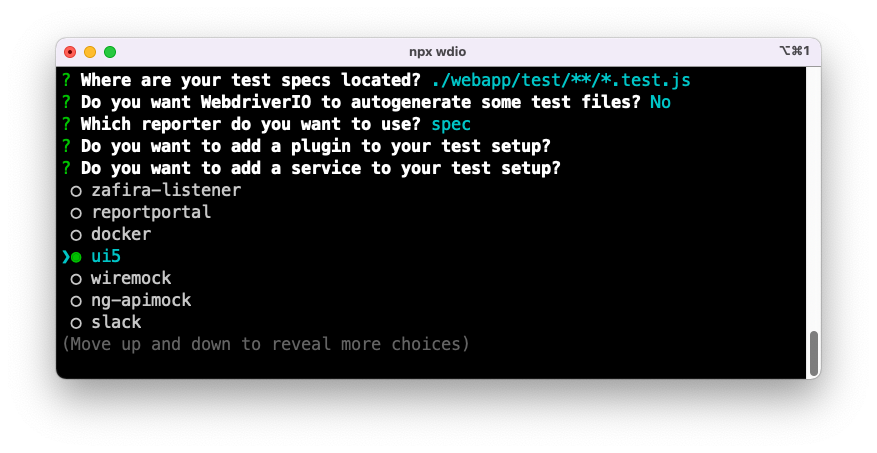 npx wdio
⌥⌘1
? Where are your test specs located? ./webapp/test/**/*.test.js
? Do you want WebdriverIO to autogenerate some test files? No
? Which reporter do you want to use? spec
? Do you want to add a plugin to your test setup?
? Do you want to add a service to your test setup?
○ zafira-listener
○ reportportal
○ docker
❯● ui5
○ wiremock
○ ng-apimock
○ slack
(Move up and down to reveal more choices)